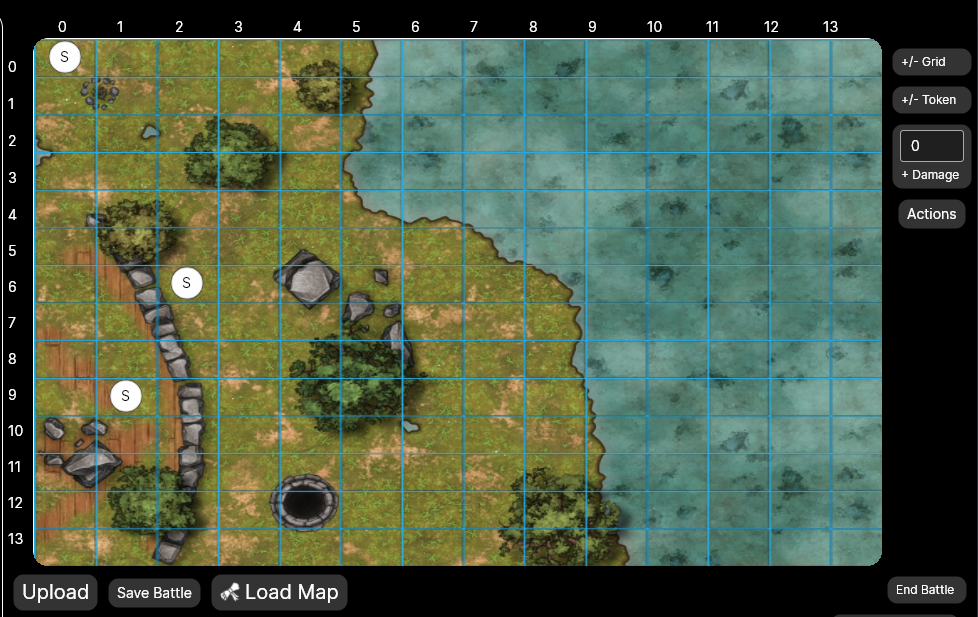 0 1 2 3 4 5 6 7 8 9 10 11 12 13
0
1
2
3
4
5
6
7
8
9
10
11
12
13
S
S
S
+/- Grid
+/- Token
0
+ Damage
Actions
Upload
Save Battle
Load Map
End Battle